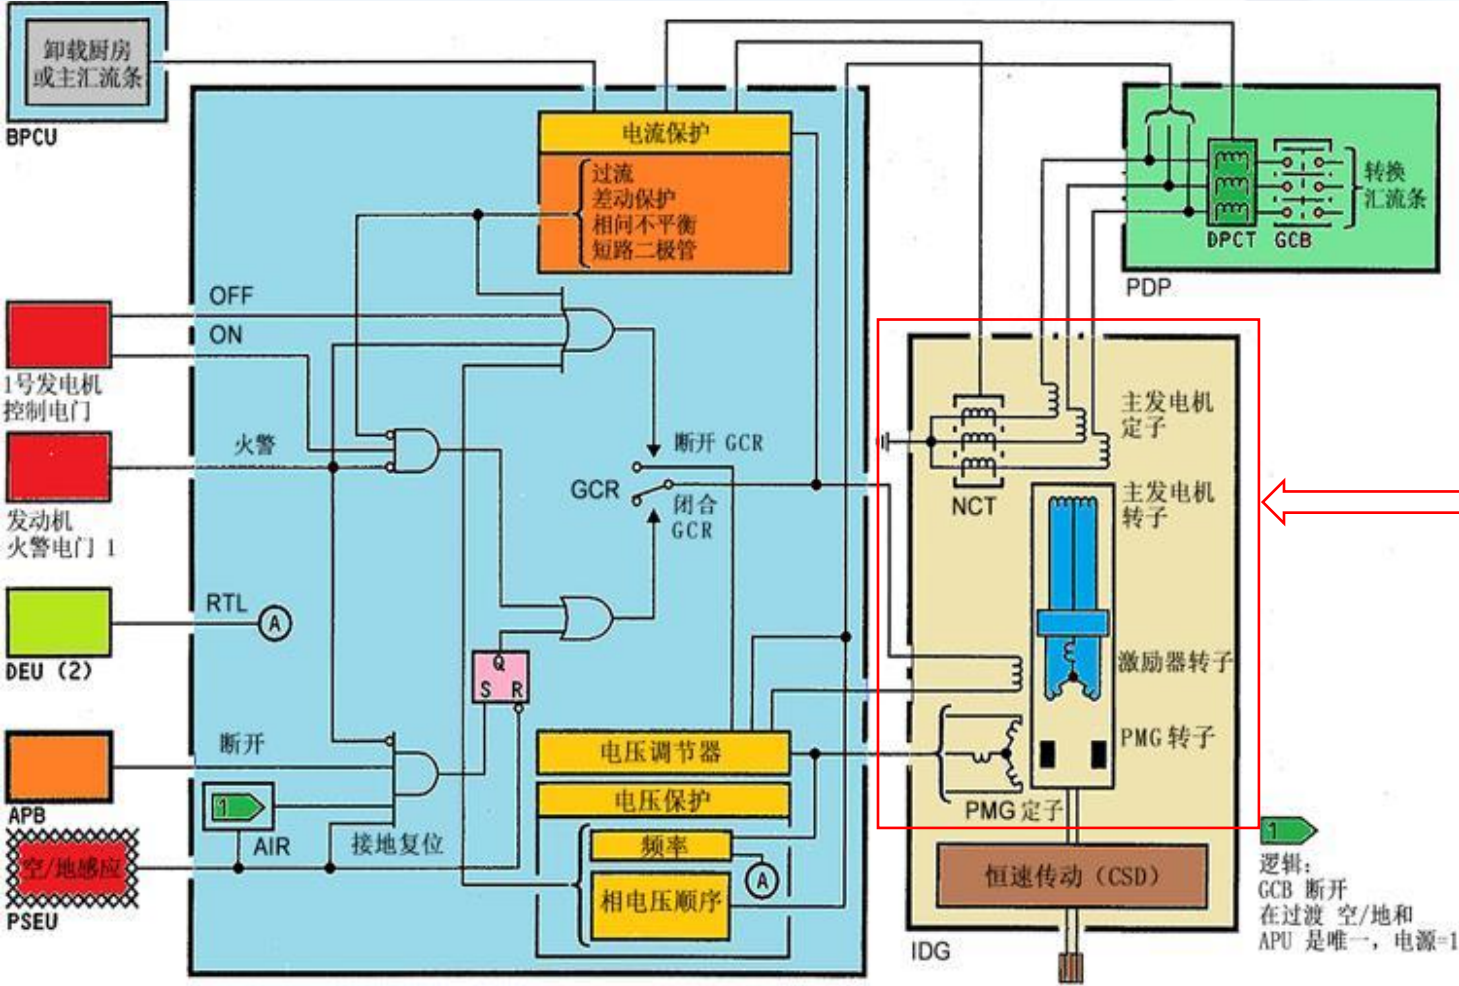 卸载厨房
或主汇流条
BPCU
电流保护
过流
差动保护
相间不平衡
短路二极管
转换
汇流条
DPCT
GCB
PDP
OFF
ON
1号发电机
控制电门
火警
发动机
火警电门 1
断开 GCR
GCR
闭合
GCR
主发电机
定子
NCT
主发电机
转子
RTL
A
DEU (2)
Q
S
R
激励器转子
断开
APB
电压调节器
PMG 转子
电压保护
PMG 定子
1
AIR
接地复位
频率
A
空/地感应
PSEU
相电压顺序
恒速传动（CSD）
IDG
1
逻辑：
GCB 断开
在过渡 空/地和
APU 是唯一，电源=1